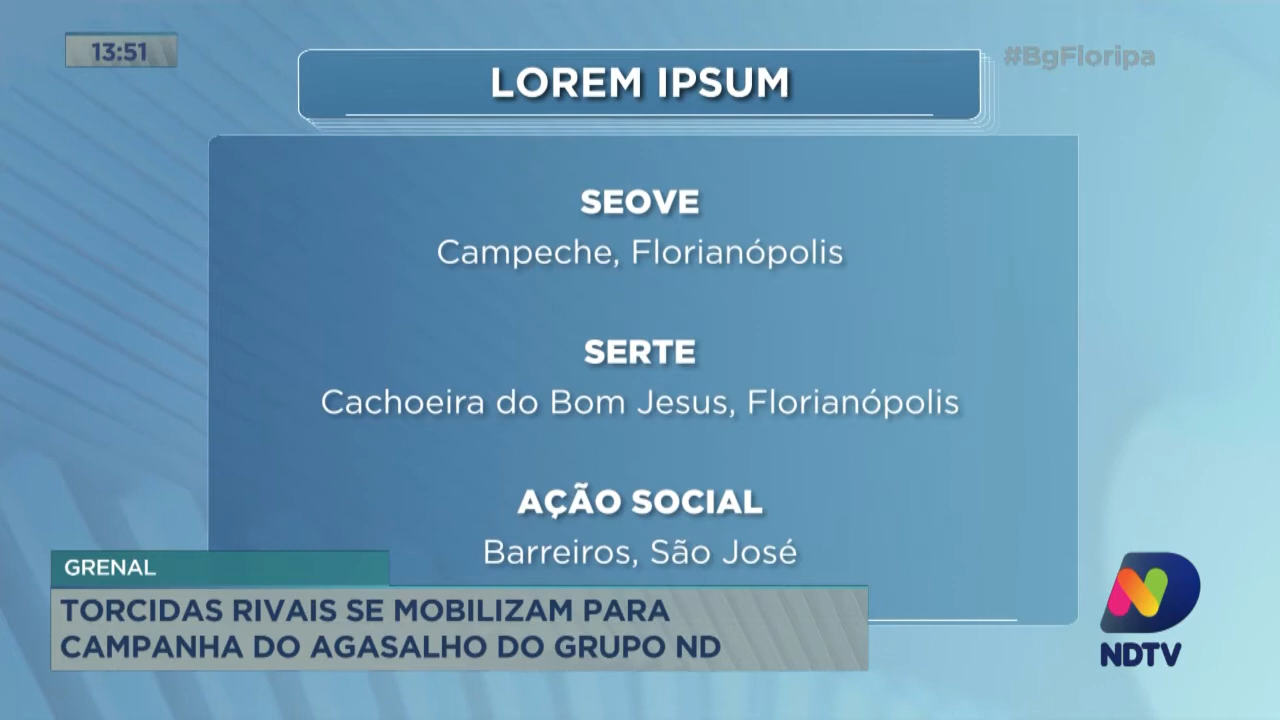 13:51
#BgFloripa
LOREM IPSUM
SEOVE
Campeche, Florianópolis
SERTE
Cachoeira do Bom Jesus, Florianópolis
AÇÃO SOCIAL
Barreiros, São José
GRENAL
TORCIDAS RIVAIS SE MOBILIZAM PARA
CAMPANHA DO AGASALHO DO GRUPO ND
NDTV